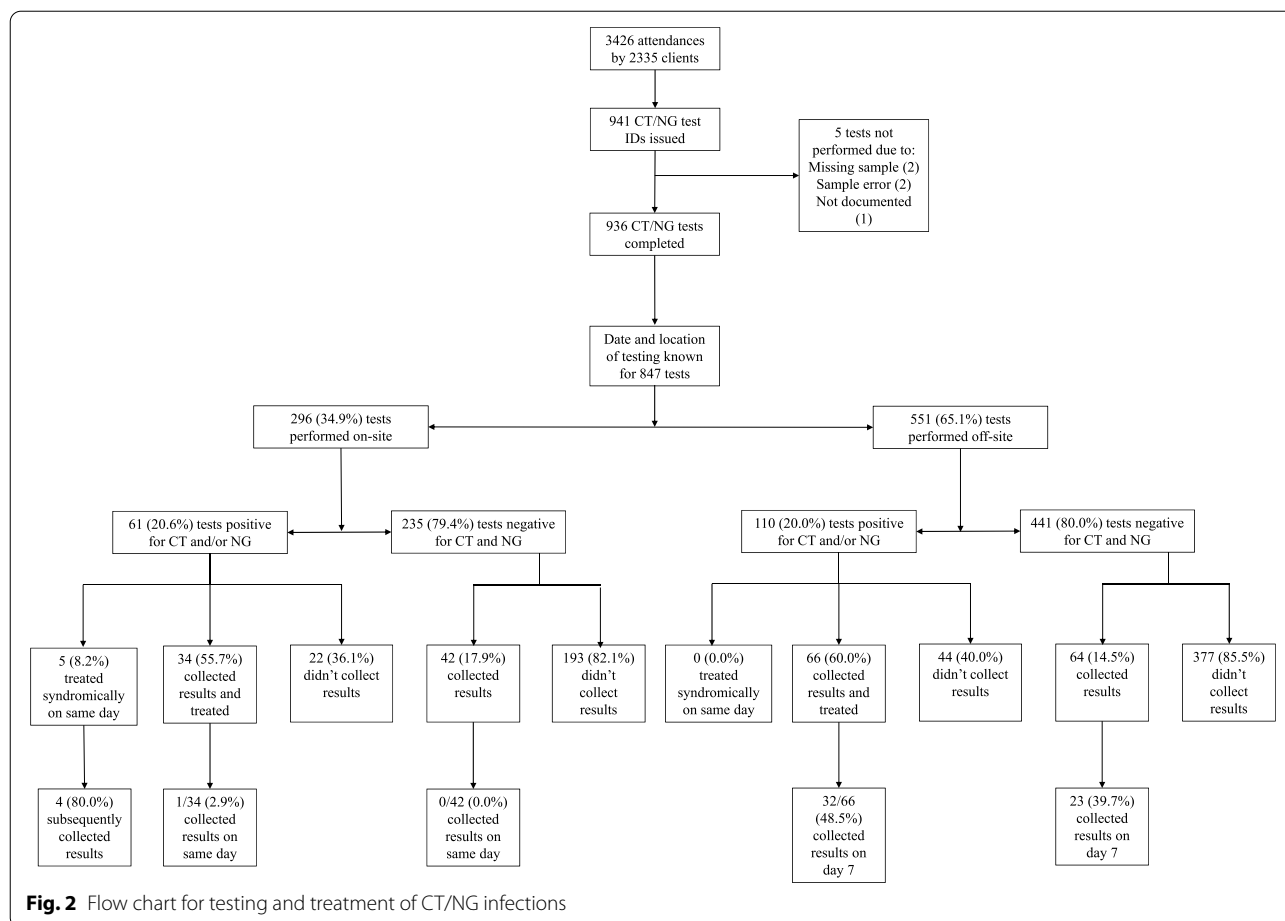 3426 attendances
by 2335 clients
941 CT/NG test
IDs issued
5 tests not
performed due to:
Missing sample (2)
Sample error (2)
Not documented
(1)
936 CT/NG tests
completed
Date and location
of testing known
for 847 tests
296 (34.9%) tests
performed on-site
551 (65.1%) tests
performed off-site
61 (20.6%) tests positive
for CT and/or NG
235 (79.4%) tests negative
for CT and NG
110 (20.0%) tests positive
for CT and/or NG
441 (80.0%) tests negative
for CT and NG
5 (8.2%)
treated
syndromically
on same day
34 (55.7%)
collected
results and
treated
22 (36.1%)
didn’t collect
results
42 (17.9%)
collected
results
193 (82.1%)
didn’t
collect
results
0 (0.0%)
treated
syndromically
on same day
66 (60.0%)
collected
results and
treated
44 (40.0%)
didn’t collect
results
64 (14.5%)
collected
results
377 (85.5%)
didn’t
collect
results
4 (80.0%)
subsequently
collected
results
1/34 (2.9%)
collected
results on
same day
0/42 (0.0%)
collected
results on
same day
32/66
(48.5%)
collected
results on
day 7
23 (39.7%)
collected
results on
day 7
Fig. 2 Flow chart for testing and treatment of CT/NG infections